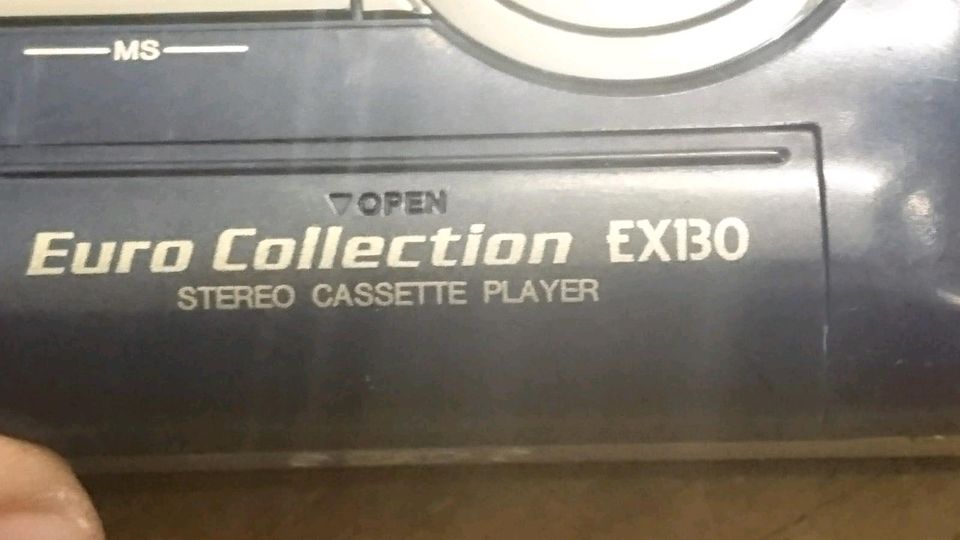 MS
▽OPEN
Euro Collection EX130
STEREO CASSETTE PLAYER